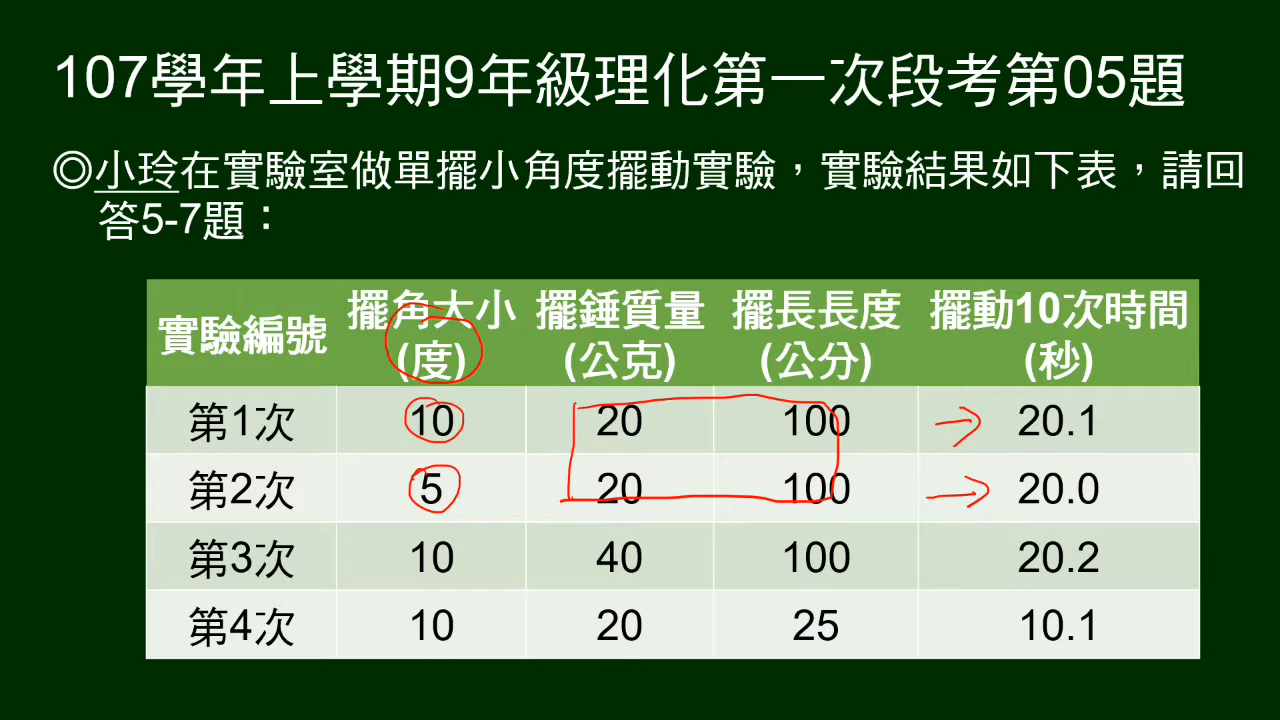 107學年上學期9年級理化第一次段考第05題
◎小玲在實驗室做單擺小角度擺動實驗，實驗結果如下表，請回
答5-7題：
實驗編號 擺角大小(度) 擺錘質量(公克) 擺長長度(公分) 擺動10次時間(秒)
第1次 10 20 100 20.1
第2次 5 20 100 20.0
第3次 10 40 100 20.2
第4次 10 20 25 10.1